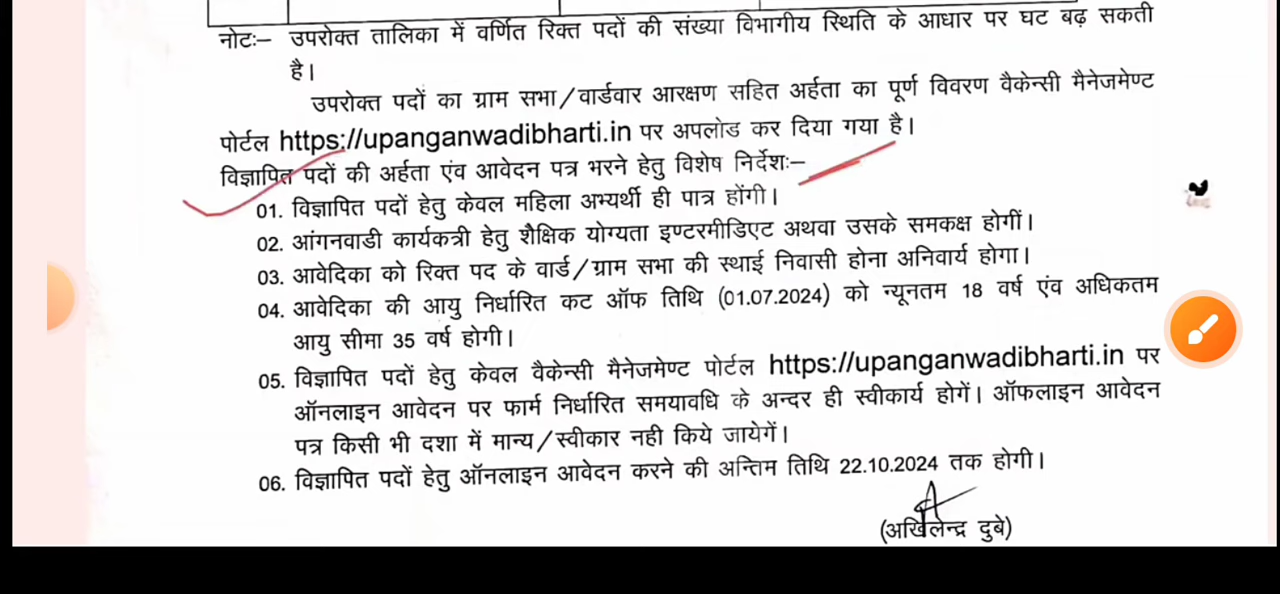 नोटः– उपरोक्त तालिका में वर्णित रिक्त पदों की संख्या विभागीय स्थिति के आधार पर घट बढ़ सकती
है।
उपरोक्त पदों का ग्राम सभा/वार्डवार आरक्षण सहित अर्हता का पूर्ण विवरण वैकेन्सी मैनेजमेण्ट
पोर्टल https://upanganwadibharti.in पर अपलोड कर दिया गया है।
विज्ञापित पदों की अर्हता एंव आवेदन पत्र भरने हेतु विशेष निर्देशः–
01. विज्ञापित पदों हेतु केवल महिला अभ्यर्थी ही पात्र होंगी।
02. आंगनवाडी कार्यकत्री हेतु शैक्षिक योग्यता इण्टरमीडिएट अथवा उसके समकक्ष होगीं।
03. आवेदिका को रिक्त पद के वार्ड/ग्राम सभा की स्थाई निवासी होना अनिवार्य होगा।
04. आवेदिका की आयु निर्धारित कट ऑफ तिथि (01.07.2024) को न्यूनतम 18 वर्ष एंव अधिकतम
आयु सीमा 35 वर्ष होगी।
05. विज्ञापित पदों हेतु केवल वैकेन्सी मैनेजमेण्ट पोर्टल https://upanganwadibharti.in पर
ऑनलाइन आवेदन पर फार्म निर्धारित समयावधि के अन्दर ही स्वीकार्य होगें। ऑफलाइन आवेदन
पत्र किसी भी दशा में मान्य/स्वीकार नही किये जायेगें।
06. विज्ञापित पदों हेतु ऑनलाइन आवेदन करने की अन्तिम तिथि 22.10.2024 तक होगी।
(अखिलेन्द्र दुबे)